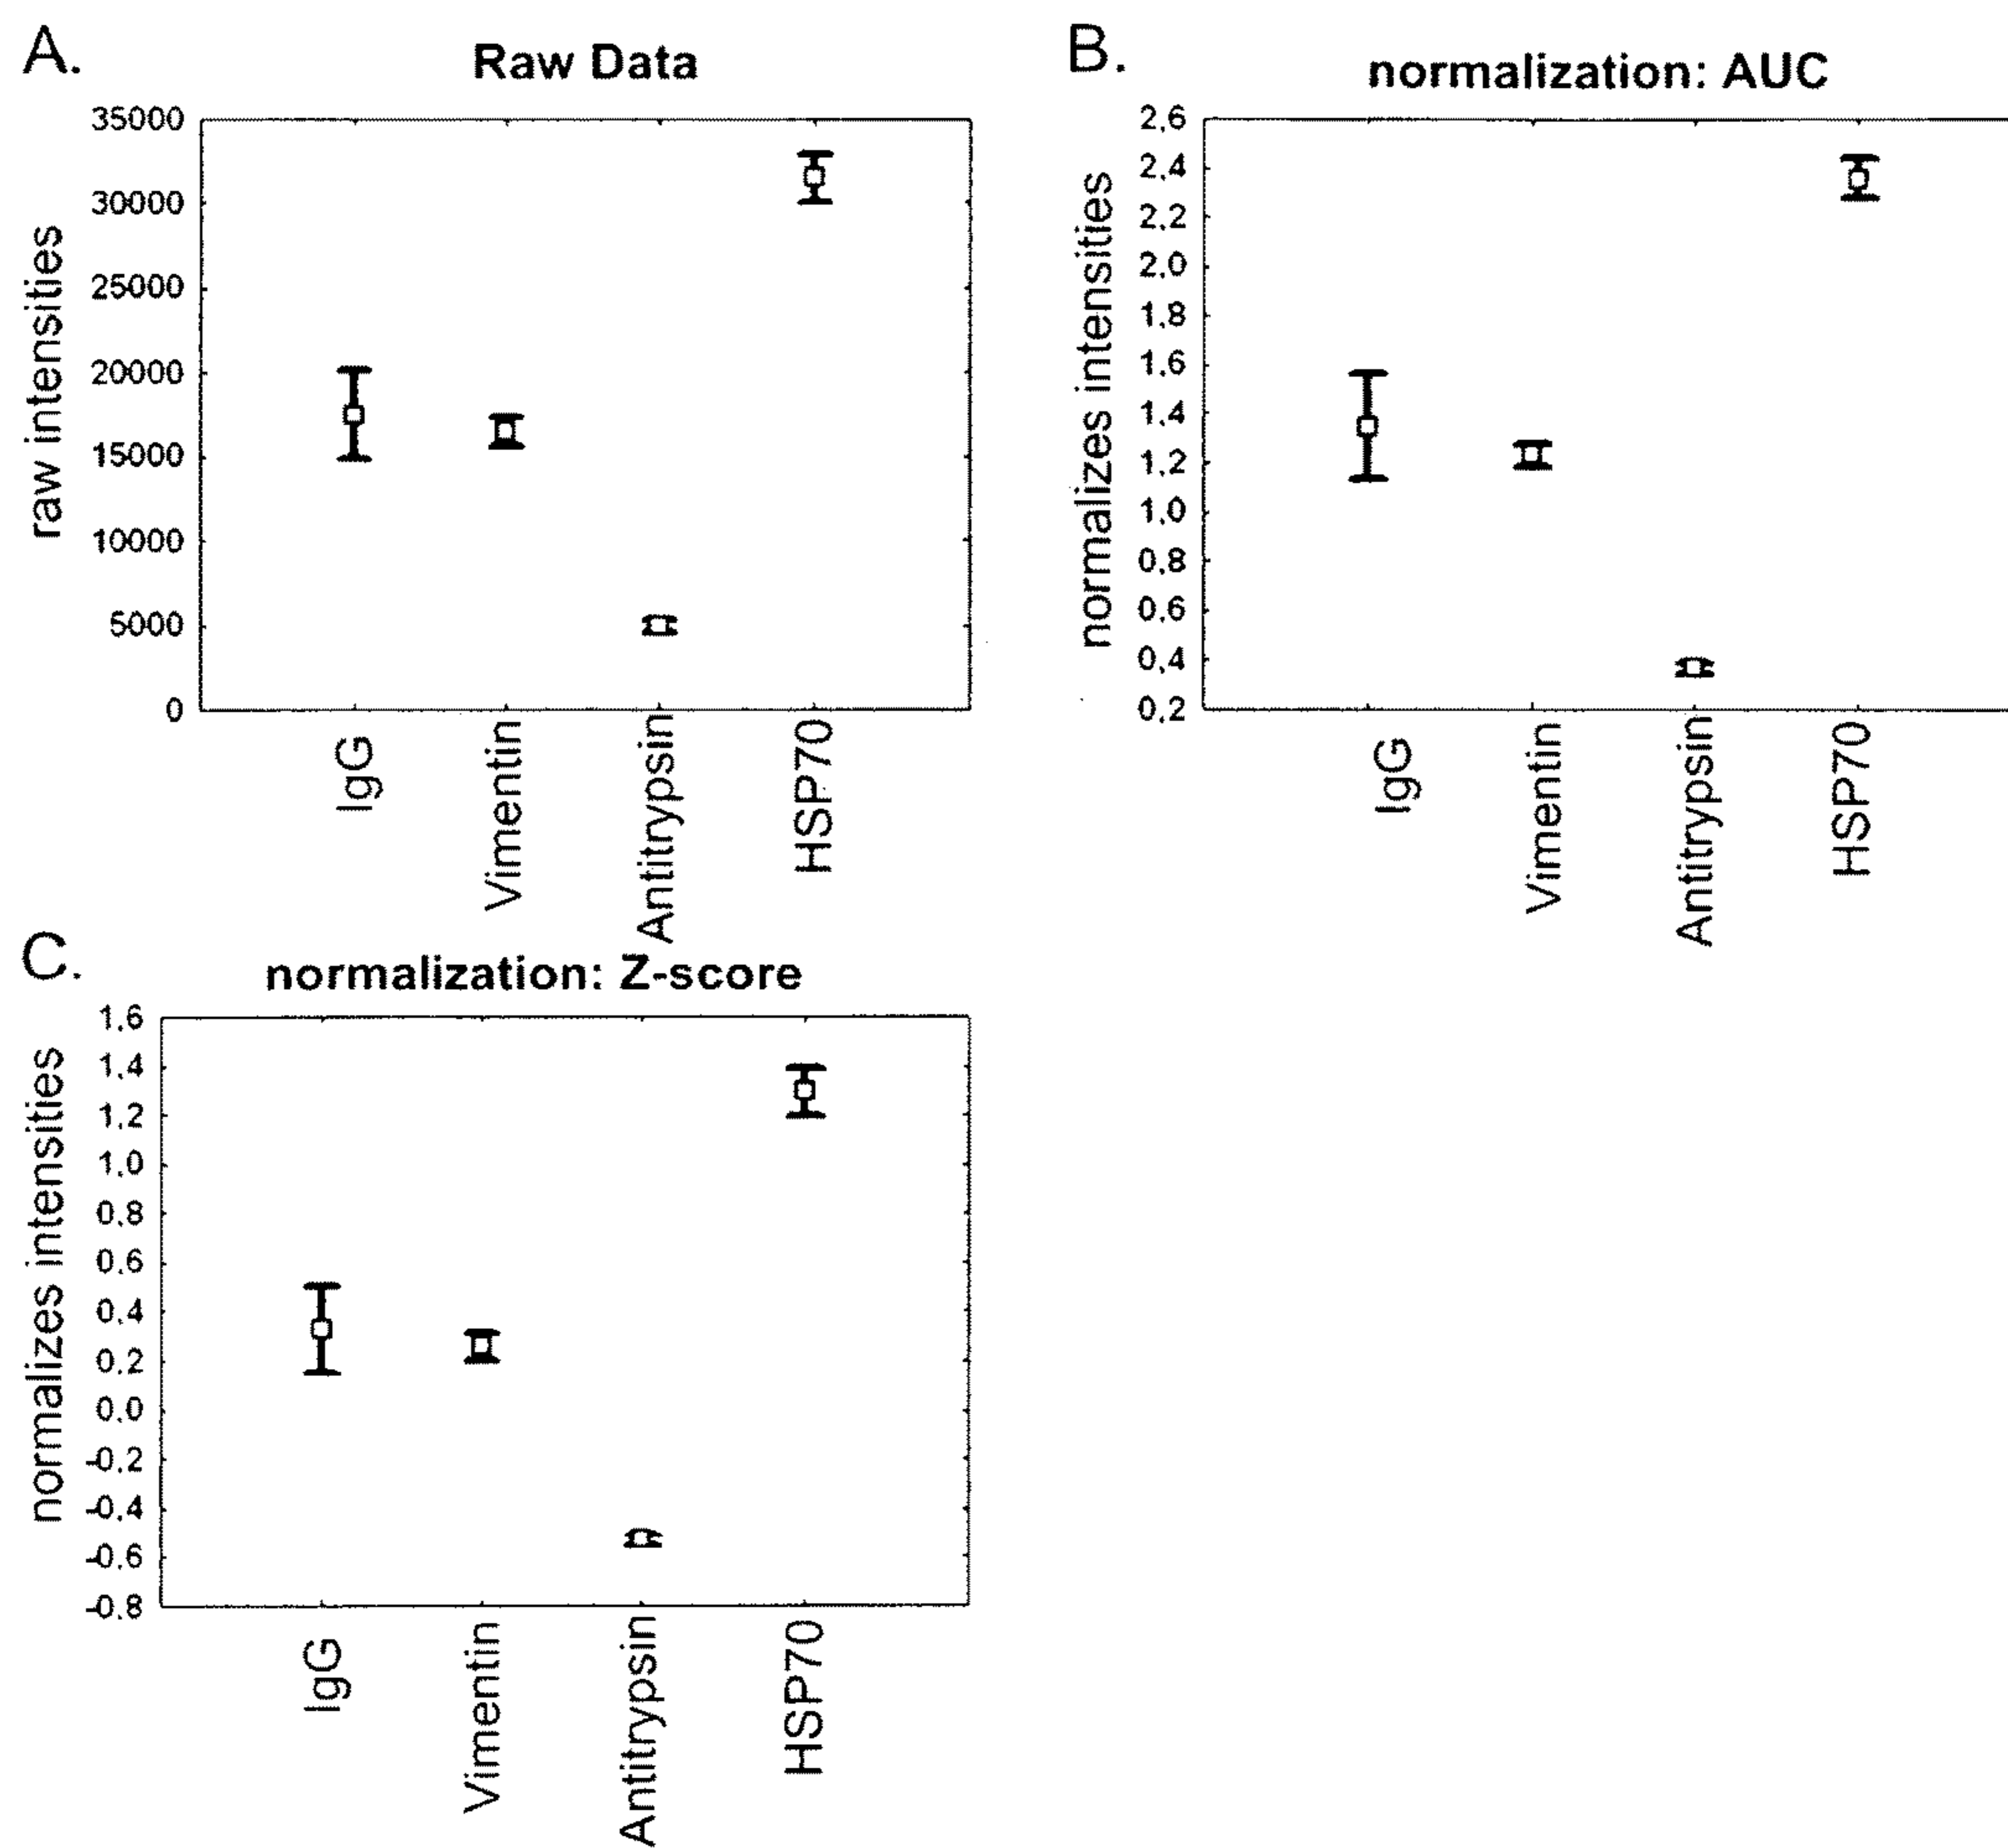 A.
Raw Data
raw intensities
35000
30000
25000
20000
15000
10000
5000
0
IgG
Vimentin
Antitrypsin
HSP70
B.
normalization: AUC
normalizes intensities
2,6
2,4
2,2
2,0
1,8
1,6
1,4
1,2
1,0
0,8
0,6
0,4
0,2
IgG
Vimentin
Antitrypsin
HSP70
C.
normalization: Z-score
normalizes intensities
1,6
1,4
1,2
1,0
0,8
0,6
0,4
0,2
0,0
-0,2
-0,4
-0,6
-0,8
IgG
Vimentin
Antitrypsin
HSP70